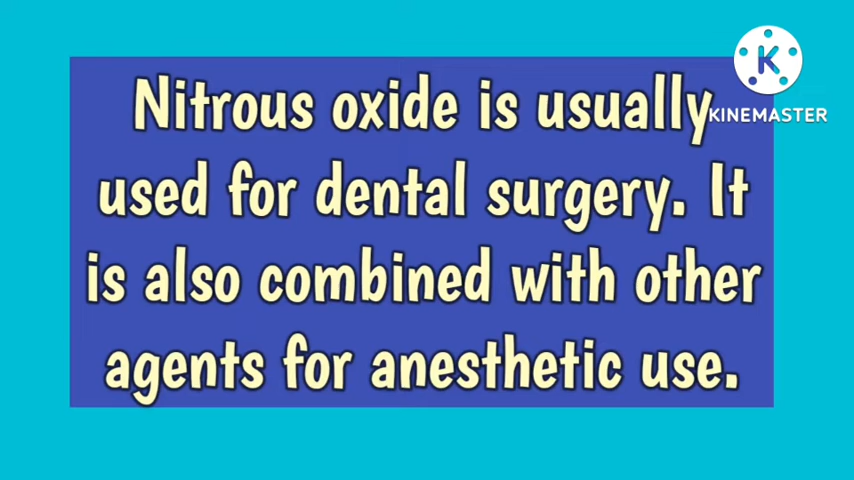 Nitrous oxide is usually
used for dental surgery. It
is also combined with other
agents for anesthetic use.
K
KINEMASTER